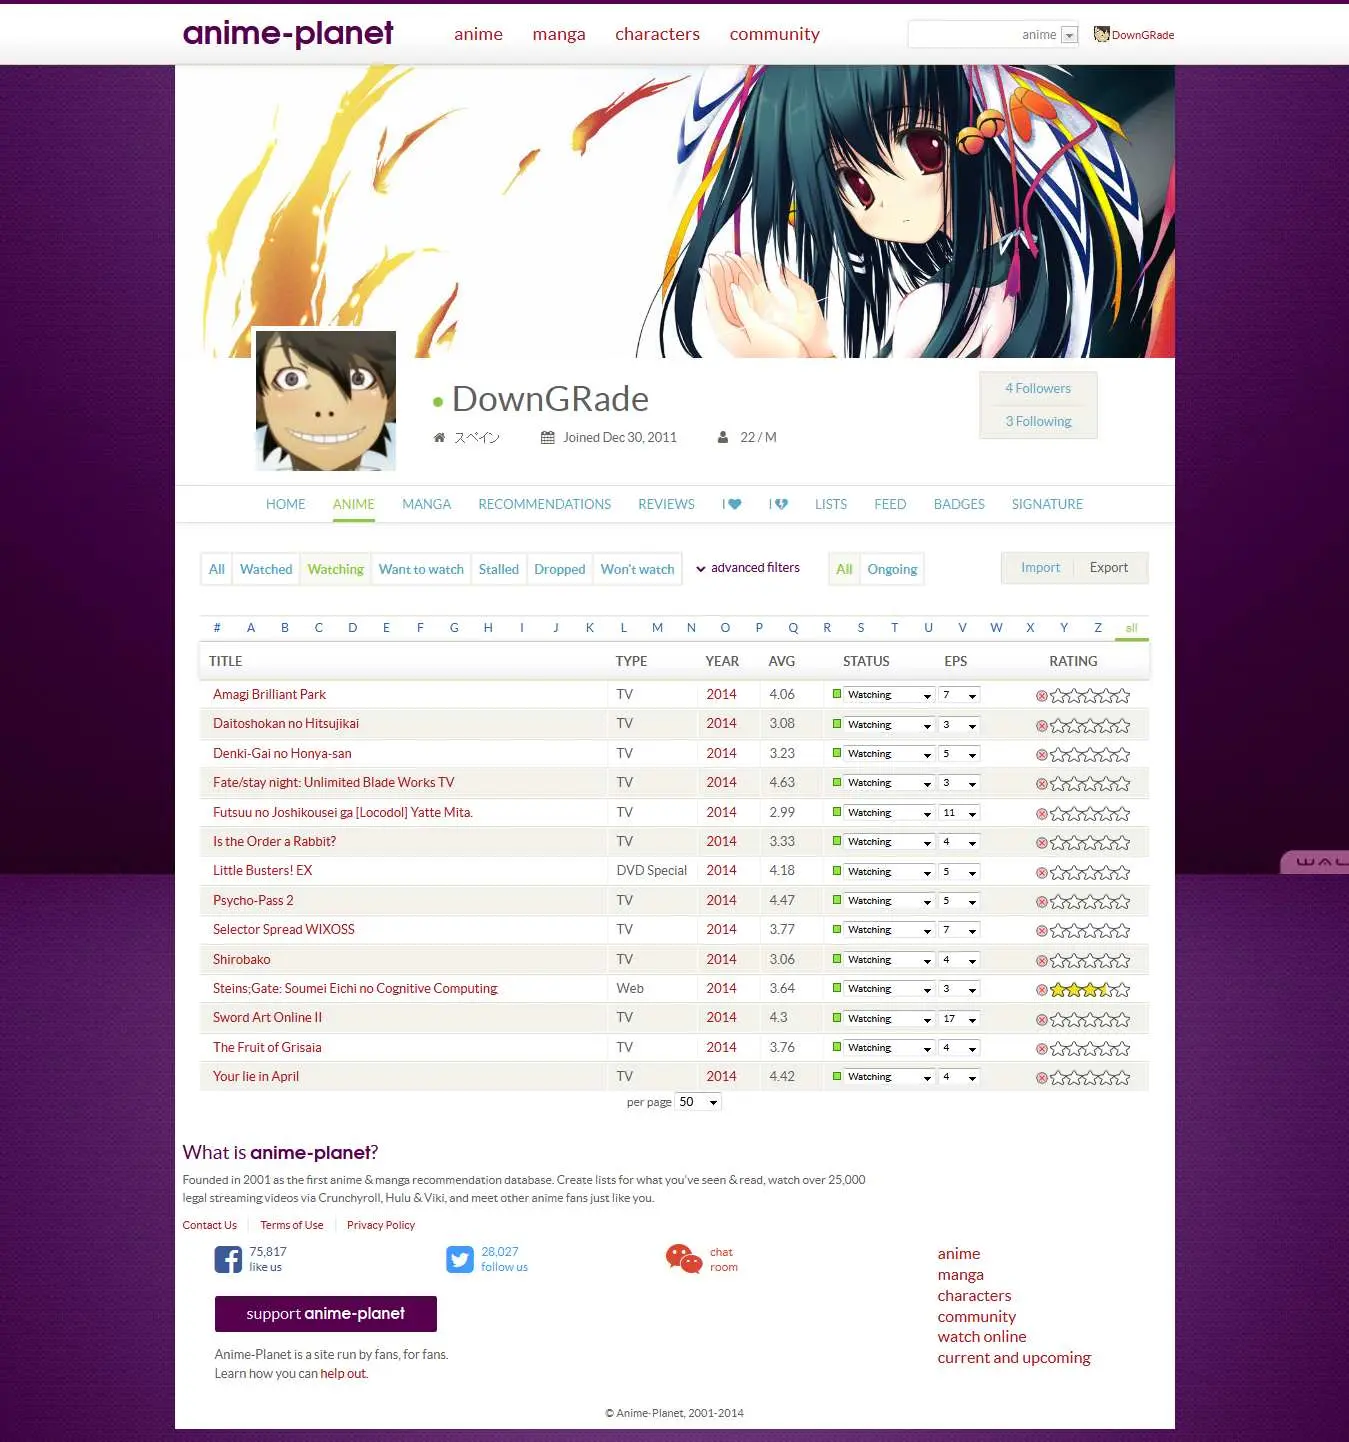 anime-planet anime manga characters community anime DownGRade
DownGRade
スペイン Joined Dec 30, 2011 22 / M
4 Followers
3 Following
HOME ANIME MANGA RECOMMENDATIONS REVIEWS I I LISTS FEED BADGES SIGNATURE
All Watched Watching Want to watch Stalled Dropped Won't watch advanced filters All Ongoing Import Export
# A B C D E F G H I J K L M N O P Q R S T U V W X Y Z all
TITLE TYPE YEAR AVG STATUS EPS RATING
Amagi Brilliant Park TV 2014 4.06 Watching 7
Daitoshokan no Hitsujikai TV 2014 3.08 Watching 3
Denki-Gai no Honya-san TV 2014 3.23 Watching 5
Fate/stay night: Unlimited Blade Works TV TV 2014 4.63 Watching 3
Futsuu no Joshikousei ga [Locodol] Yatte Mita. TV 2014 2.99 Watching 11
Is the Order a Rabbit? TV 2014 3.33 Watching 4
Little Busters! EX DVD Special 2014 4.18 Watching 5
Psycho-Pass 2 TV 2014 4.47 Watching 5
Selector Spread WIXOSS TV 2014 3.77 Watching 7
Shirobako TV 2014 3.06 Watching 4
Steins;Gate: Soumei Eichi no Cognitive Computing Web 2014 3.64 Watching 3
Sword Art Online II TV 2014 4.3 Watching 17
The Fruit of Grisaia TV 2014 3.76 Watching 4
Your lie in April TV 2014 4.42 Watching 4
per page 50
What is anime-planet?
Founded in 2001 as the first anime & manga recommendation database. Create lists for what you've seen & read, watch over 25,000
legal streaming videos via Crunchyroll, Hulu & Viki, and meet other anime fans just like you.
Contact Us Terms of Use Privacy Policy
75,817
like us
28,027
follow us
chat
room
support anime-planet
Anime-Planet is a site run by fans, for fans.
Learn how you can help out.
anime
manga
characters
community
watch online
current and upcoming
© Anime-Planet, 2001-2014